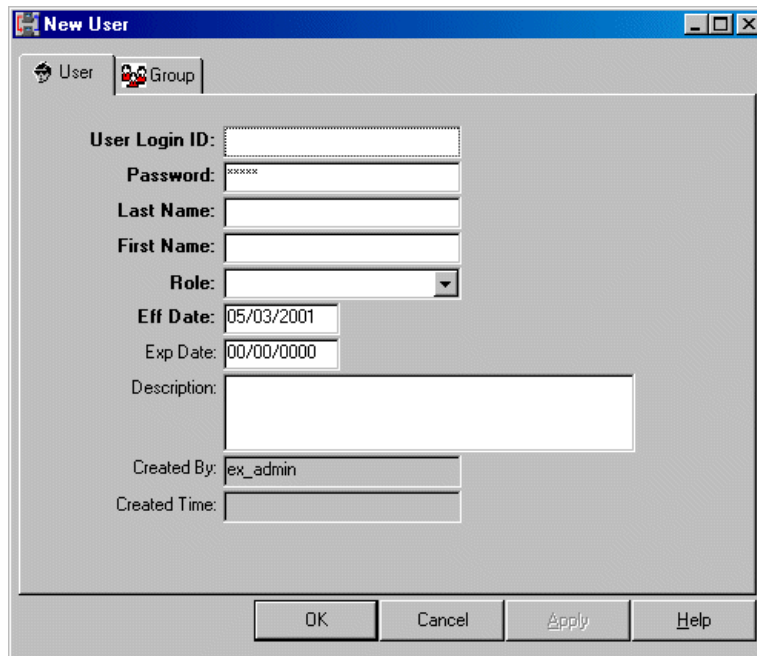 New User
User Group
User Login ID:
Password: *****
Last Name:
First Name:
Role:
Eff Date: 05/03/2001
Exp Date: 00/00/0000
Description:
Created By: ex_admin
Created Time:
OK Cancel Apply Help